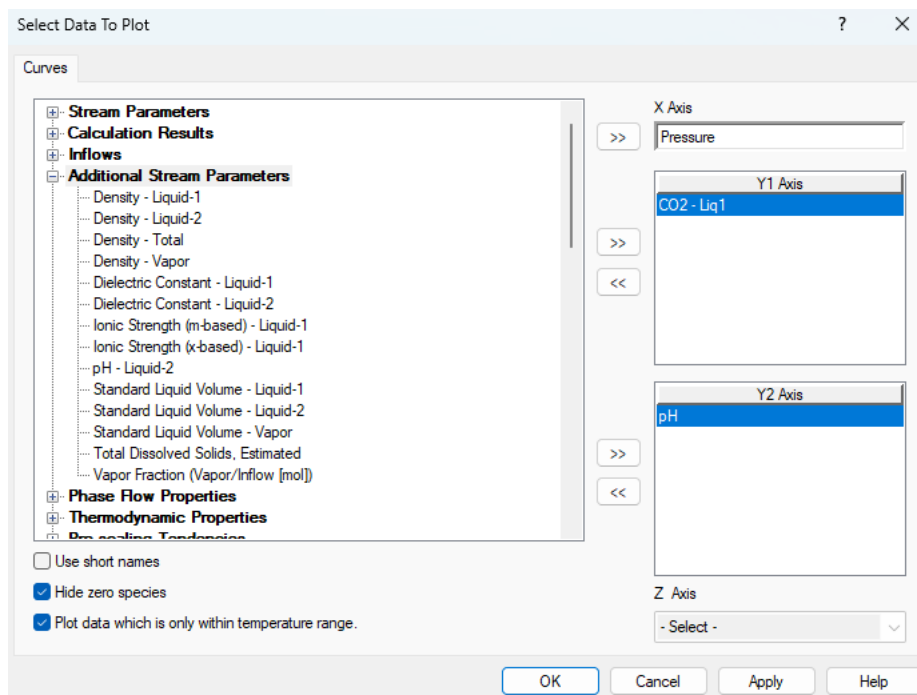 Select Data To Plot
?
Curves
Stream Parameters
Calculation Results
Inflows
Additional Stream Parameters
Density - Liquid-1
Density - Liquid-2
Density - Total
Density - Vapor
Dielectric Constant - Liquid-1
Dielectric Constant - Liquid-2
Ionic Strength (m-based) - Liquid-1
Ionic Strength (x-based) - Liquid-1
pH - Liquid-2
Standard Liquid Volume - Liquid-1
Standard Liquid Volume - Liquid-2
Standard Liquid Volume - Vapor
Total Dissolved Solids, Estimated
Vapor Fraction (Vapor/Inflow [mol])
Phase Flow Properties
Thermodynamic Properties
Pre-scaling Tendencies
Use short names
Hide zero species
Plot data which is only within temperature range.
>>
>>
<<
>>
<<
X Axis
Pressure
Y1 Axis
CO2 - Liq1
Y2 Axis
pH
Z Axis
- Select -
OK
Cancel
Apply
Help